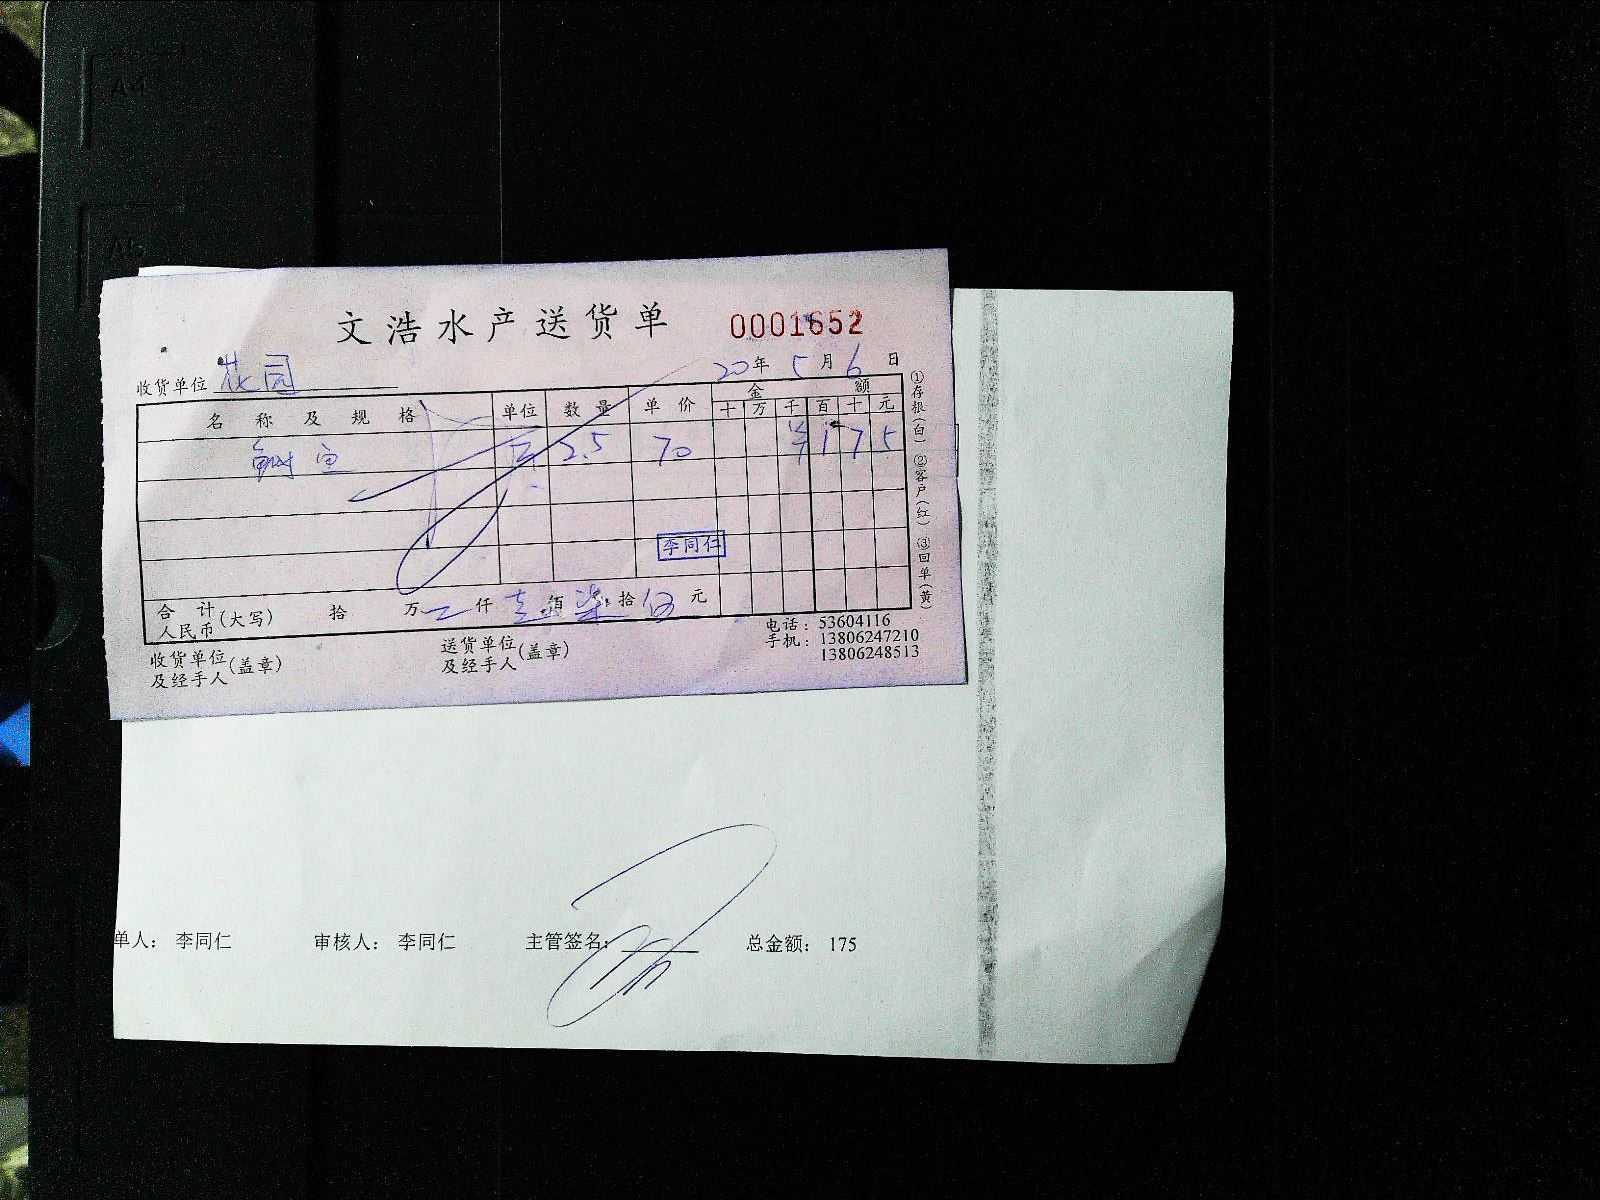 A4
A5
文浩水产送货单 0001652
收货单位 花园 20年5月6日
名称及规格 单位 数量 单价 金额
十 万 千 百 十 元
2.5 70 ¥ 1 7 5
李同仁
合计人民币(大写) 拾 万 仟 壹 佰 柒 拾 伍 元
①存根(白) ②客户(红) ③回单(黄)
收货单位及经手人(盖章) 送货单位及经手人(盖章)
电话:53604116
手机:13806247210
13806248513
单人: 李同仁 审核人: 李同仁 主管签名: 总金额: 175